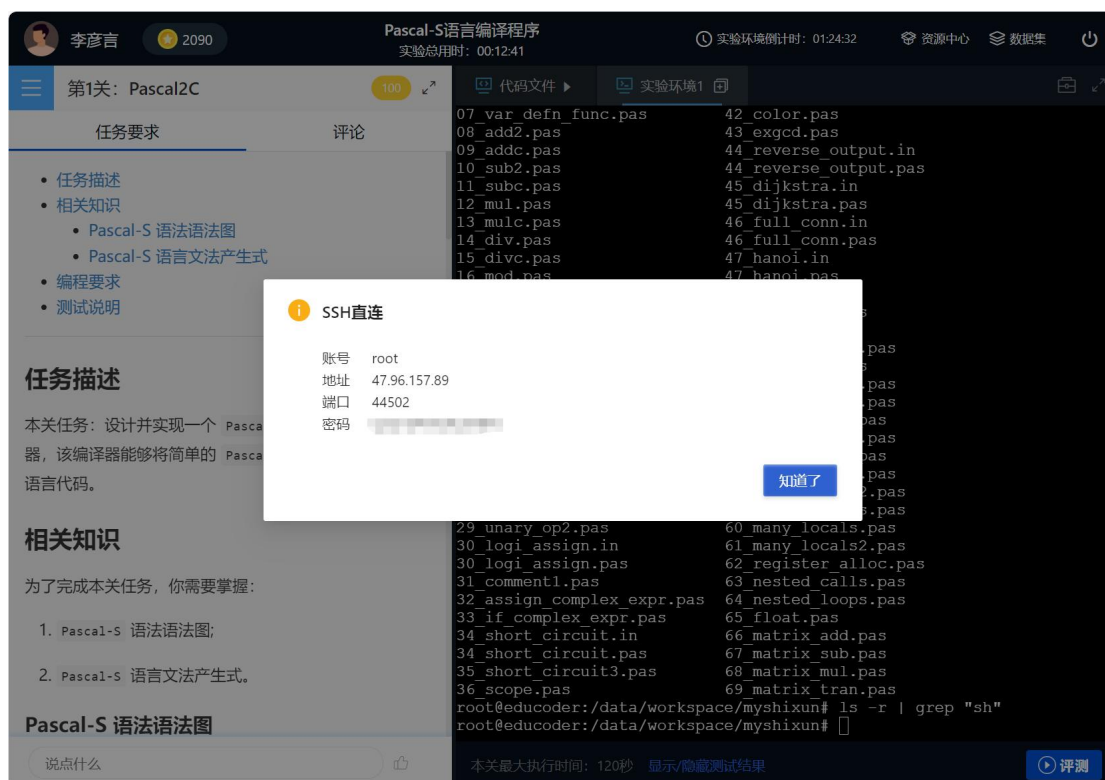 李彦言
2090
Pascal-S语言编译程序
实验总用时：00:12:41
实验环境倒计时：01:24:32
资源中心
数据集
第1关：Pascal2C
100
代码文件
实验环境1
任务要求
评论
任务描述
相关知识
Pascal-S 语法语法图
Pascal-S 语言文法产生式
编程要求
测试说明
任务描述
本关任务：设计并实现一个 Pasca
器，该编译器能够将简单的 Pasca
语言代码。
相关知识
为了完成本关任务，你需要掌握：
1. Pascal-S 语法语法图;
2. Pascal-S 语言文法产生式。
Pascal-S 语法语法图
说点什么
07_var_defn_func.pas 42_color.pas
08_add2.pas 43_exgcd.pas
09_addc.pas 44_reverse_output.in
10_sub2.pas 44_reverse_output.pas
11_subc.pas 45_dijkstra.in
12_mul.pas 45_dijkstra.pas
13_mulc.pas 46_full_conn.in
14_div.pas 46_full_conn.pas
15_divc.pas 47_hanoi.in
16_mod.pas 47_hanoi.pas
SSH直连
账号 root
地址 47.96.157.89
端口 44502
密码
知道了
.pas
.pas
.pas
pas
.pas
pas
.pas
2.pas
3.pas
29_unary_op2.pas 60_many_locals.pas
30_logi_assign.in 61_many_locals2.pas
30_logi_assign.pas 62_register_alloc.pas
31_comment1.pas 63_nested_calls.pas
32_assign_complex_expr.pas 64_nested_loops.pas
33_if_complex_expr.pas 65_float.pas
34_short_circuit.in 66_matrix_add.pas
34_short_circuit.pas 67_matrix_sub.pas
35_short_circuit3.pas 68_matrix_mul.pas
36_scope.pas 69_matrix_tran.pas
root@educoder:/data/workspace/myshixun# ls -r | grep "sh"
root@educoder:/data/workspace/myshixun#
本关最大执行时间：120秒 显示/隐藏测试结果
评测